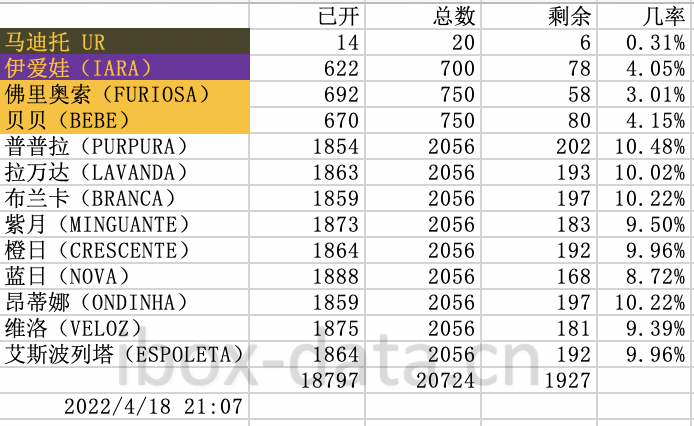 已开 总数 剩余 几率
马迪托 UR 14 20 6 0.31%
伊爱娃（IARA） 622 700 78 4.05%
佛里奥索（FURIOSA） 692 750 58 3.01%
贝贝（BEBE） 670 750 80 4.15%
普普拉（PURPURA） 1854 2056 202 10.48%
拉万达（LAVANDA） 1863 2056 193 10.02%
布兰卡（BRANCA） 1859 2056 197 10.22%
紫月（MINGUANTE） 1873 2056 183 9.50%
橙日（CRESCENTE） 1864 2056 192 9.96%
蓝日（NOVA） 1888 2056 168 8.72%
昂蒂娜（ONDINHA） 1859 2056 197 10.22%
维洛（VELOZ） 1875 2056 181 9.39%
艾斯波列塔（ESPOLETA） 1864 2056 192 9.96%
ibox-data.cn
18797 20724 1927
2022/4/18 21:07